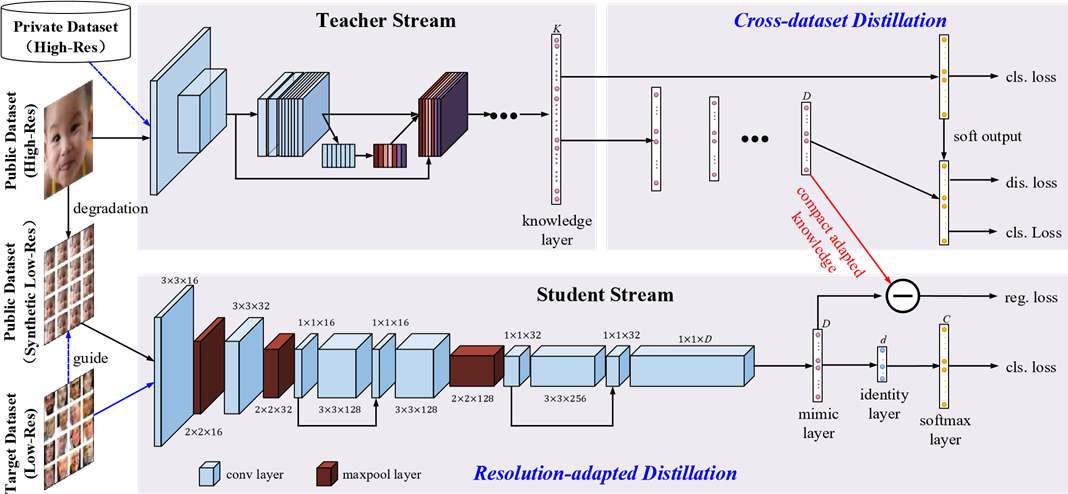 Private Dataset
（High-Res）
Teacher Stream
Cross-dataset Distillation
Public Dataset
(High-Res)
K
D
cls. loss
soft output
dis. loss
cls. Loss
knowledge
layer
compact adapted
knowledge
degradation
Public Dataset
（Synthetic Low-Res）
guide
Target Dataset
(Low-Res)
Student Stream
3×3×16
2×2×16
3×3×32
2×2×32
1×1×16
3×3×128
1×1×16
3×3×128
2×2×128
1×1×32
3×3×256
1×1×32
1×1×D
D
d
C
reg. loss
cls. loss
mimic
layer
identity
layer
softmax
layer
conv layer
maxpool layer
Resolution-adapted Distillation